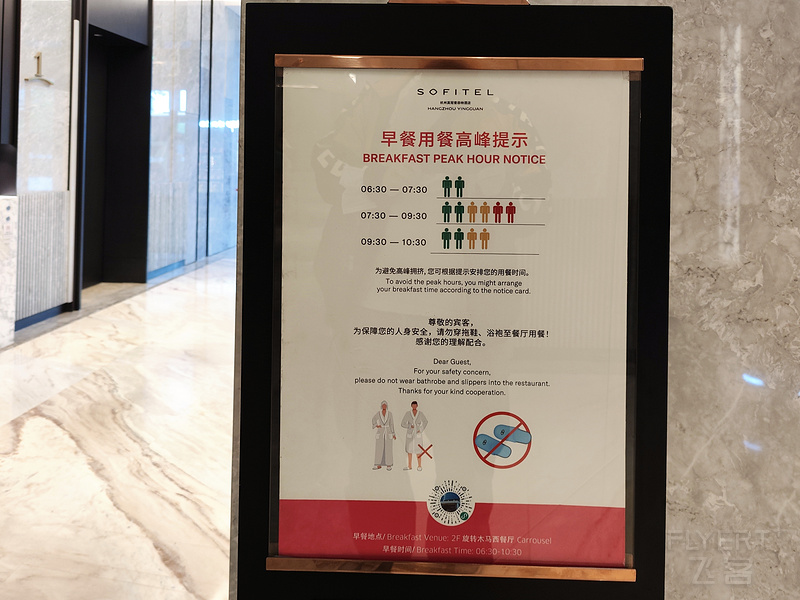 1
SOFITEL
HANGZHOU YINGGUAN
早餐用餐高峰提示
BREAKFAST PEAK HOUR NOTICE
06:30 — 07:30
07:30 — 09:30
09:30 — 10:30
为避免高峰拥挤, 您可根据提示安排您的用餐时间。
To avoid the peak hours, you might arrange
your breakfast time according to the notice card.
尊敬的宾客，
为保障您的人身安全，请勿穿拖鞋、浴袍至餐厅用餐!
感谢您的理解配合。
Dear Guest,
For your safety concern,
please do not wear bathrobe and slippers into the restaurant.
Thanks for your kind cooperation.
早餐地点/ Breakfast Venue: 2F 旋转木马西餐厅 Carrousel
早餐时间/ Breakfast Time: 06:30-10:30
FLYERT
飞客